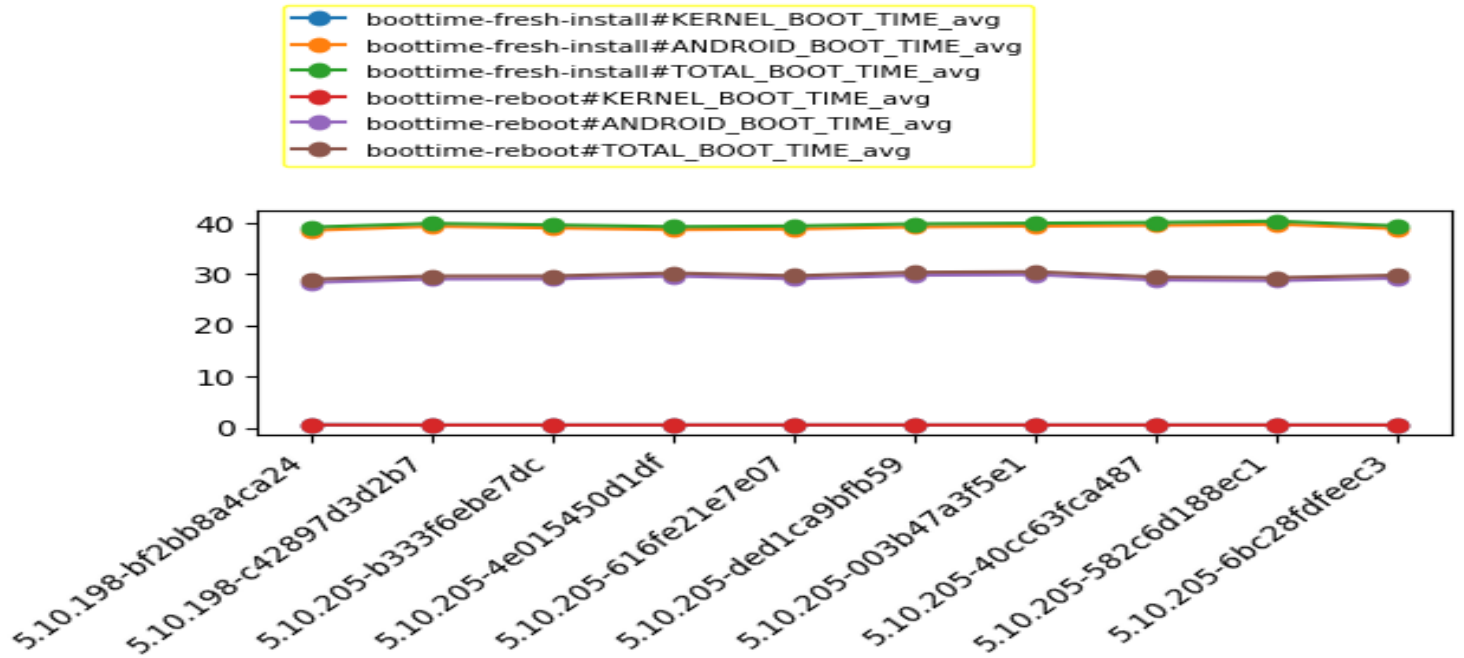 boottime-fresh-install#KERNEL_BOOT_TIME_avg
boottime-fresh-install#ANDROID_BOOT_TIME_avg
boottime-fresh-install#TOTAL_BOOT_TIME_avg
boottime-reboot#KERNEL_BOOT_TIME_avg
boottime-reboot#ANDROID_BOOT_TIME_avg
boottime-reboot#TOTAL_BOOT_TIME_avg
40
30
20
10
0
5.10.198-bf2bb8a4ca24
5.10.198-c42897d3d2b7
5.10.205-b333f6ebe7dc
5.10.205-4e015450d1df
5.10.205-616fe21e7e07
5.10.205-ded1ca9bfb59
5.10.205-003b47a3f5e1
5.10.205-40cc63fca487
5.10.205-582c6d188ec1
5.10.205-6bc28fdfeec3